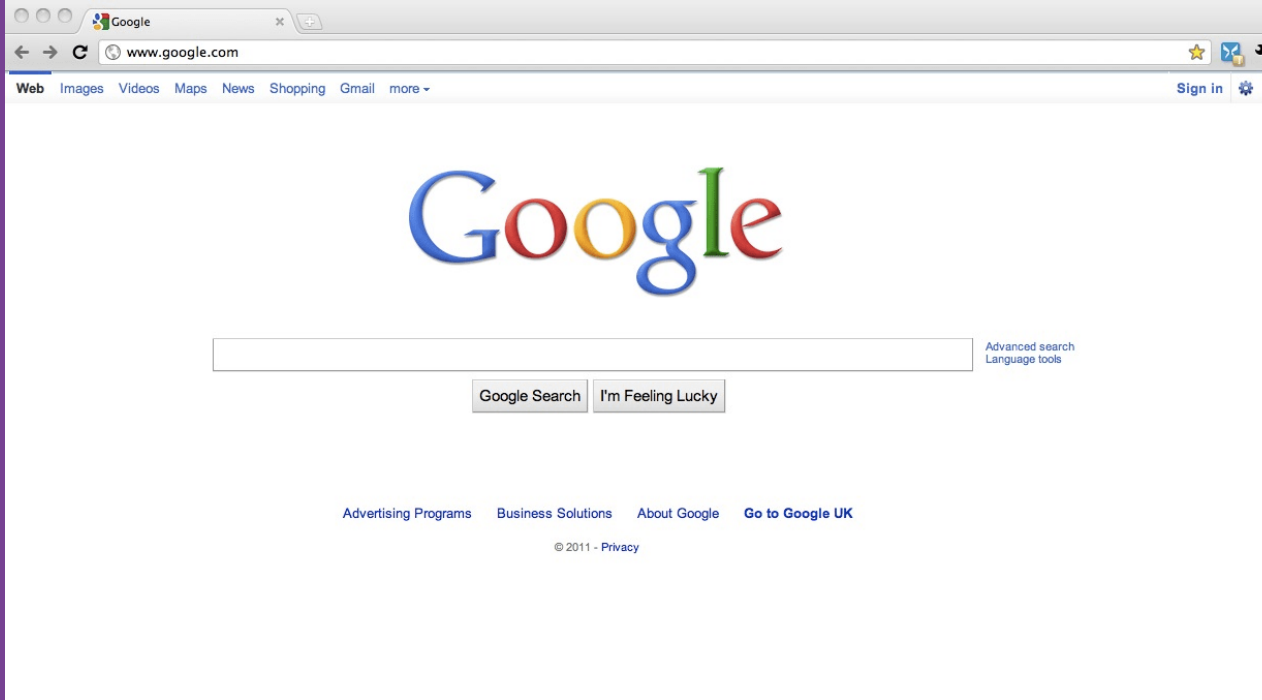 Google
www.google.com
Web Images Videos Maps News Shopping Gmail more Sign in
Google
Advanced search
Language tools
Google Search I'm Feeling Lucky
Advertising Programs Business Solutions About Google Go to Google UK
© 2011 - Privacy